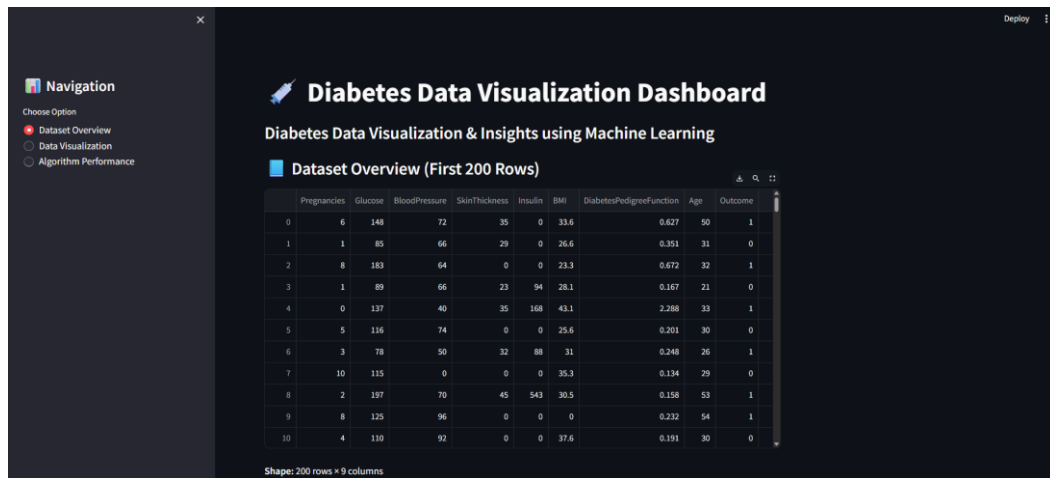 Deploy
Navigation
Choose Option
Dataset Overview
Data Visualization
Algorithm Performance
Diabetes Data Visualization Dashboard
Diabetes Data Visualization & Insights using Machine Learning
Dataset Overview (First 200 Rows)
Pregnancies Glucose BloodPressure SkinThickness Insulin BMI DiabetesPedigreeFunction Age Outcome
0 6 148 72 35 0 33.6 0.627 50 1
1 1 85 66 29 0 26.6 0.351 31 0
2 8 183 64 0 0 23.3 0.672 32 1
3 1 89 66 23 94 28.1 0.167 21 0
4 0 137 40 35 168 43.1 2.288 33 1
5 5 116 74 0 0 25.6 0.201 30 0
6 3 78 50 32 88 31 0.248 26 1
7 10 115 0 0 0 35.3 0.134 29 0
8 2 197 70 45 543 30.5 0.158 53 1
9 8 125 96 0 0 0 0.232 54 1
10 4 110 92 0 0 37.6 0.191 30 0
Shape: 200 rows × 9 columns